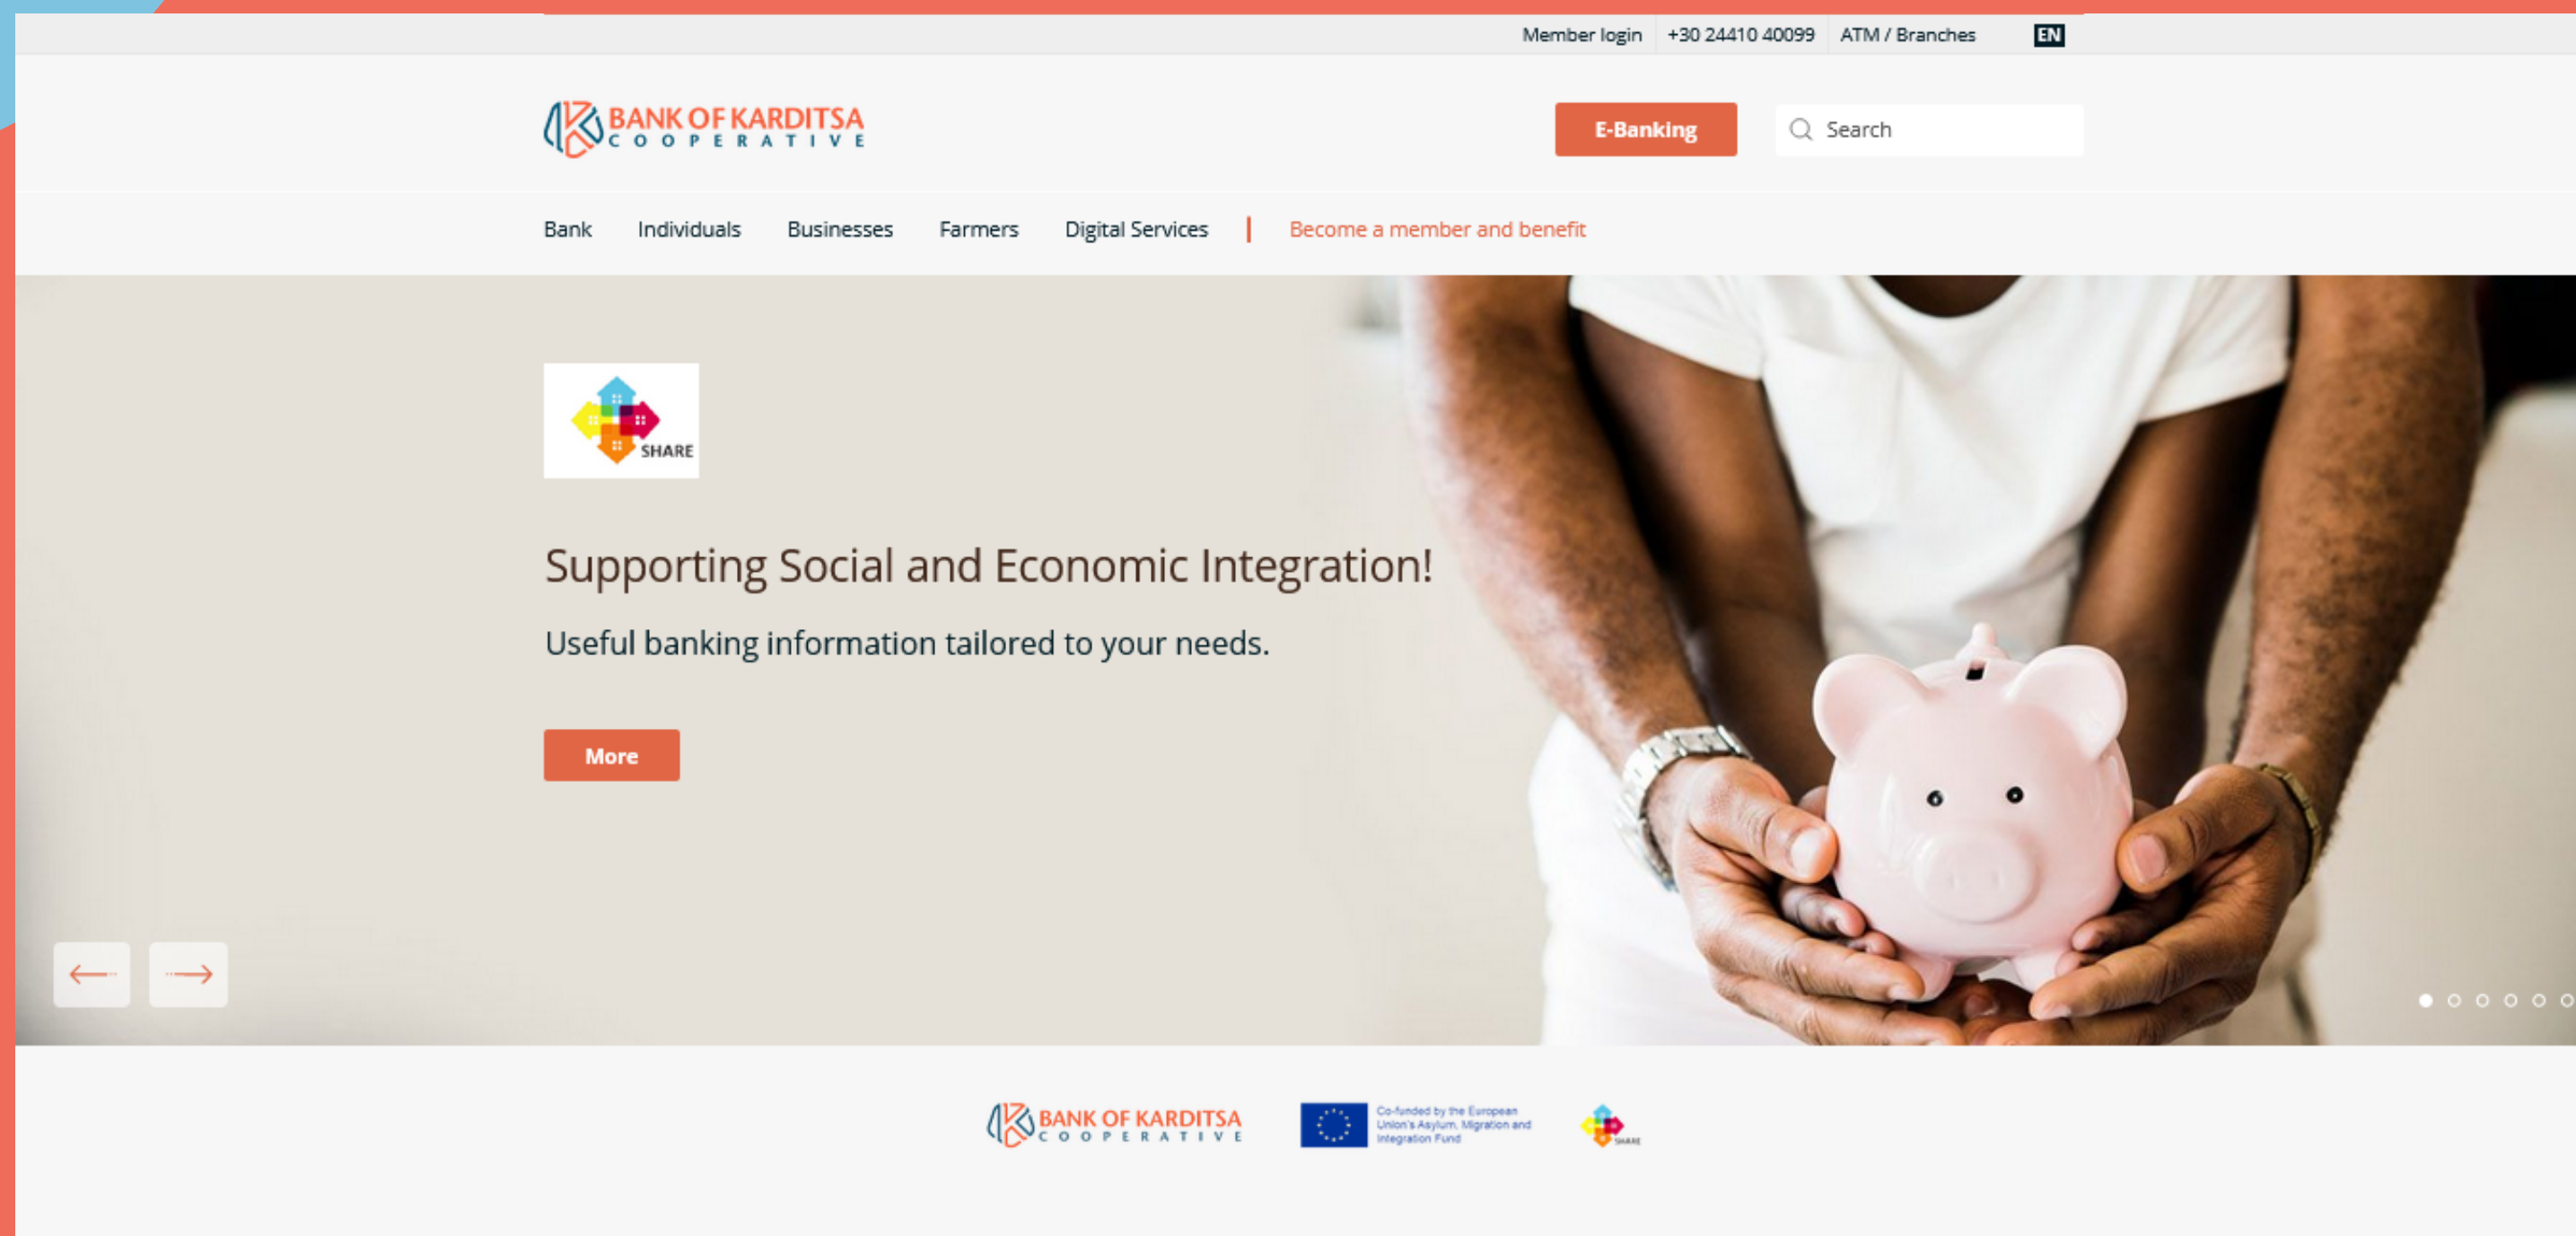 Member login +30 24410 40099 ATM / Branches EN
BANK OF KARDITSA
COOPERATIVE
E-Banking
Search
Bank Individuals Businesses Farmers Digital Services Become a member and benefit
SHARE
Supporting Social and Economic Integration!
Useful banking information tailored to your needs.
More
BANK OF KARDITSA
COOPERATIVE
Co-funded by the European
Union's Asylum, Migration and
Integration Fund
SHARE